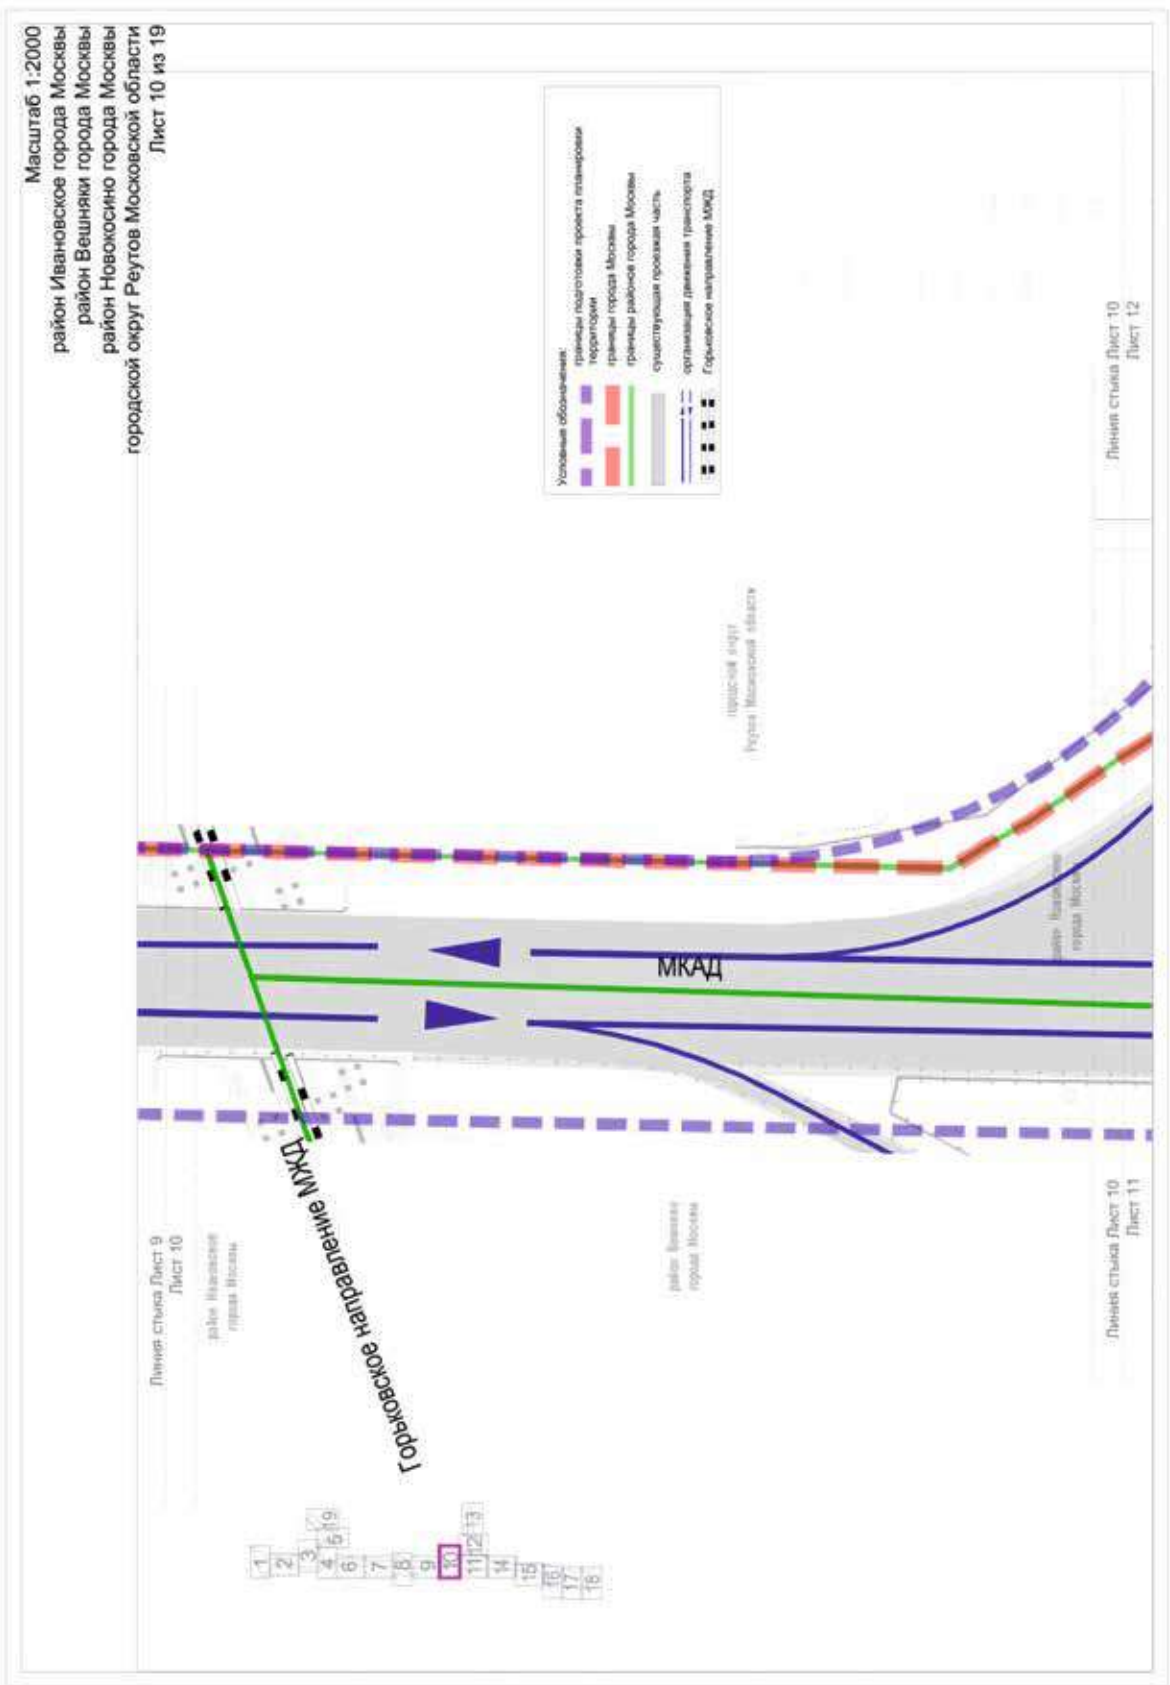 Масштаб 1:2000
район Ивановское города Москвы
район Вешняки города Москвы
район Новокосино города Москвы
городской округ Реутов Московской области
Лист 10 из 19
Условные обозначения:
границы подготовки проекта планировки
территории
границы города Москвы
границы районов города Москвы
существующая проезжая часть
организация движения транспорта
Горьковское направление МЖД
Линия стыка Лист 10
Лист 12
городской округ
Реутов Московской области
район Новокосино
города Москвы
МКАД
Линия стыка Лист 9
Лист 10
район Ивановское
города Москвы
Горьковское направление МЖД
район Вешняки
города Москвы
Линия стыка Лист 10
Лист 11
1
2
3
4 5 19
6
7
8
9
10
11 12 13
14
15
16
17
18